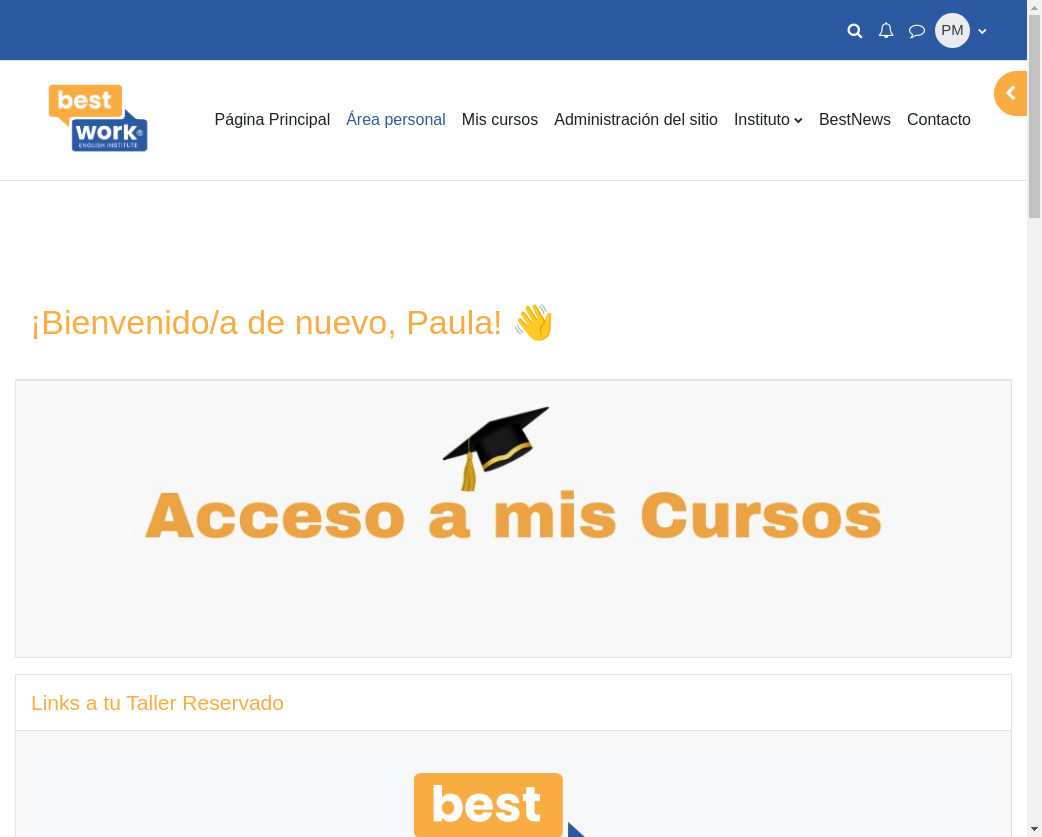 PM
best
work®
ENGLISH INSTITUTE
Página Principal Área personal Mis cursos Administración del sitio Instituto BestNews Contacto
¡Bienvenido/a de nuevo, Paula! 👋
Acceso a mis Cursos
Links a tu Taller Reservado
best